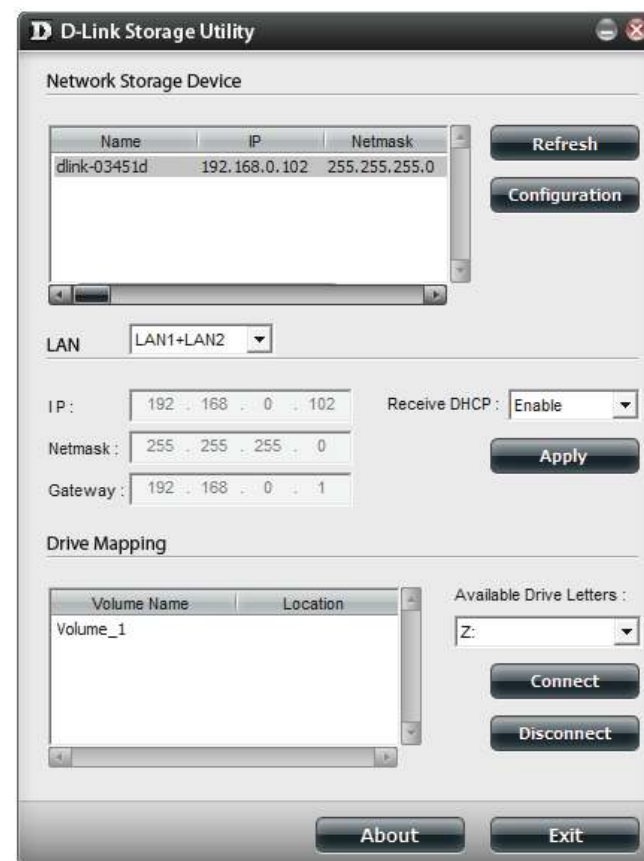 D D-Link Storage Utility
Network Storage Device
Name IP Netmask
dlink-03451d 192.168.0.102 255.255.255.0
Refresh
Configuration
LAN LAN1+LAN2
IP : 192 . 168 . 0 . 102
Receive DHCP : Enable
Netmask : 255 . 255 . 255 . 0
Apply
Gateway : 192 . 168 . 0 . 1
Drive Mapping
Volume Name Location
Volume_1
Available Drive Letters :
Z:
Connect
Disconnect
About Exit